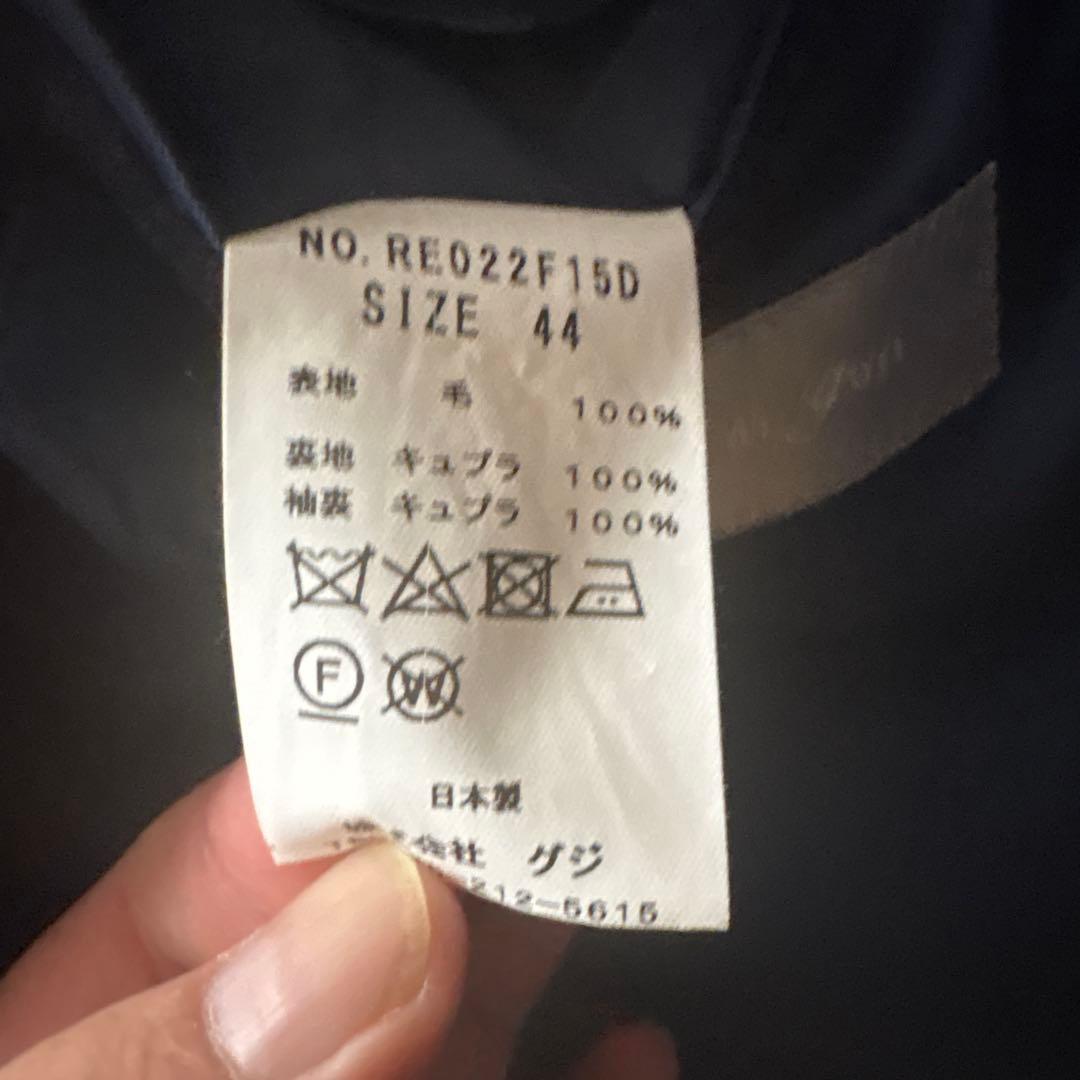 NO. RE022F15D
SIZE 44
表地 毛 100%
裏地 キュプラ 100%
袖裏 キュプラ 100%
F
W
日本製
会社 ゲジ
212-5615